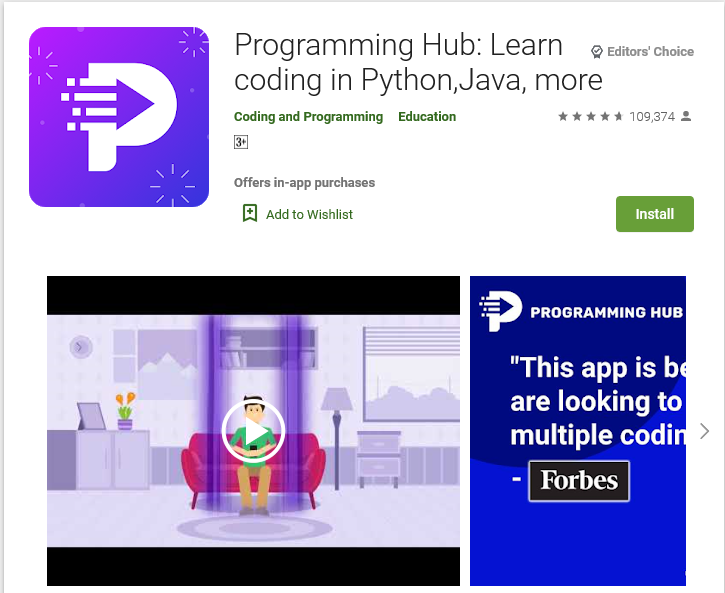 Programming Hub: Learn
coding in Python,Java, more
Editors' Choice
Coding and Programming Education
109,374
3+
Offers in-app purchases
Add to Wishlist
Install
PROGRAMMING HUB
"This app is be
are looking to
multiple codin
- Forbes